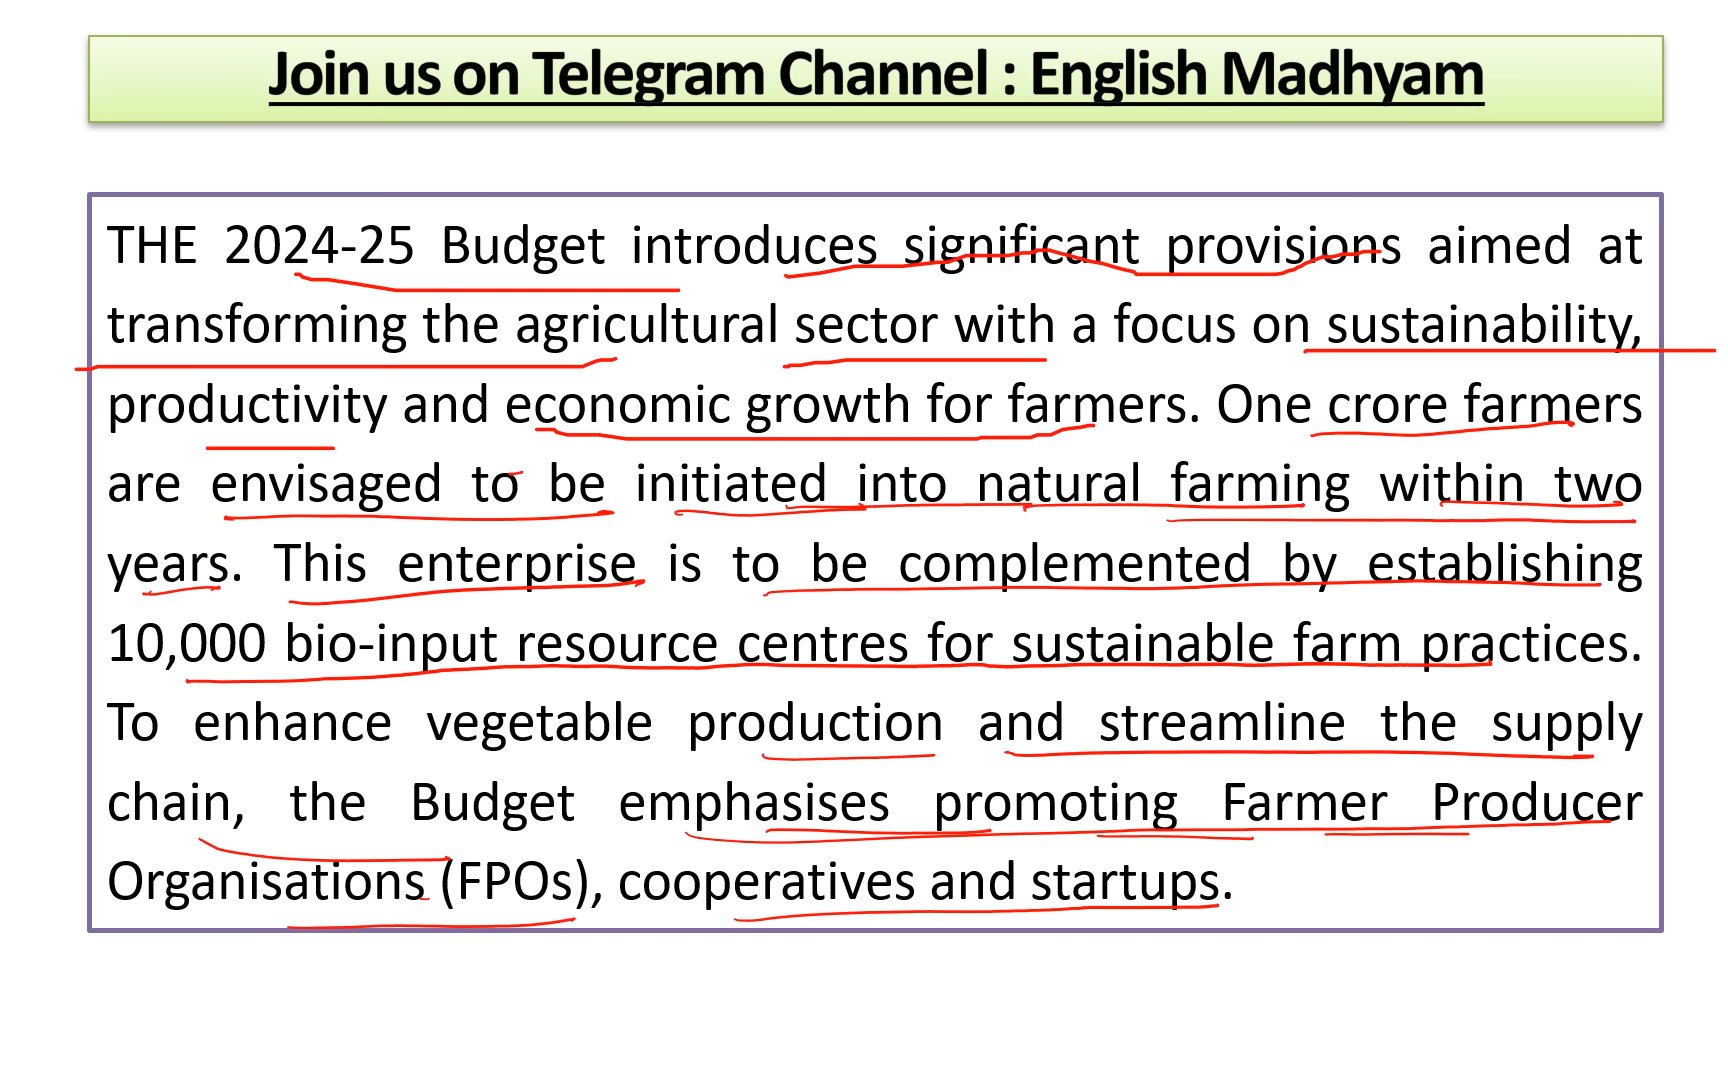 Join us on Telegram Channel : English Madhyam
THE 2024-25 Budget introduces significant provisions aimed at
transforming the agricultural sector with a focus on sustainability,
productivity and economic growth for farmers. One crore farmers
are envisaged to be initiated into natural farming within two
years. This enterprise is to be complemented by establishing
10,000 bio-input resource centres for sustainable farm practices.
To enhance vegetable production and streamline the supply
chain, the Budget emphasises promoting Farmer Producer
Organisations (FPOs), cooperatives and startups.